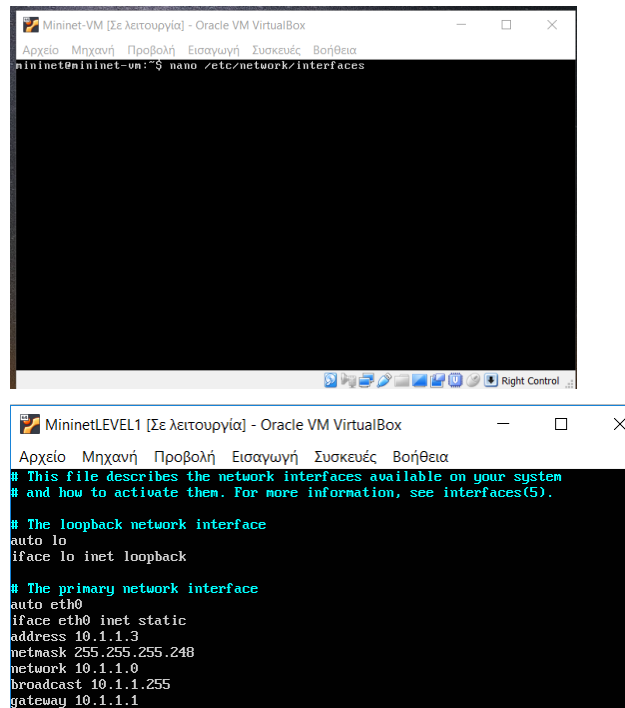 Mininet-VM [Σε λειτουργία] - Oracle VM VirtualBox
Αρχείο Μηχανή Προβολή Εισαγωγή Συσκευές Βοήθεια
mininet@mininet-vm:~$ nano /etc/network/interfaces
Right Control
MininetLEVEL1 [Σε λειτουργία] - Oracle VM VirtualBox
Αρχείο Μηχανή Προβολή Εισαγωγή Συσκευές Βοήθεια
# This file describes the network interfaces available on your system
# and how to activate them. For more information, see interfaces(5).
# The loopback network interface
auto lo
iface lo inet loopback
# The primary network interface
auto eth0
iface eth0 inet static
address 10.1.1.3
netmask 255.255.255.248
network 10.1.1.0
broadcast 10.1.1.255
gateway 10.1.1.1